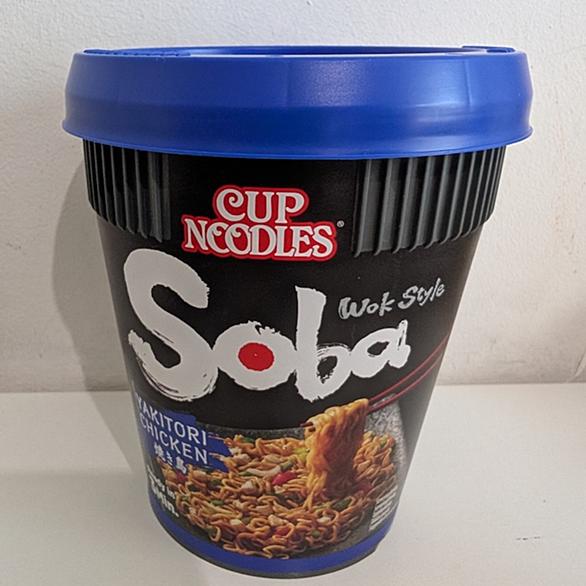 CUP
NOODLES®
Soba
Wok Style
YAKITORI
CHICKEN
焼き鳥